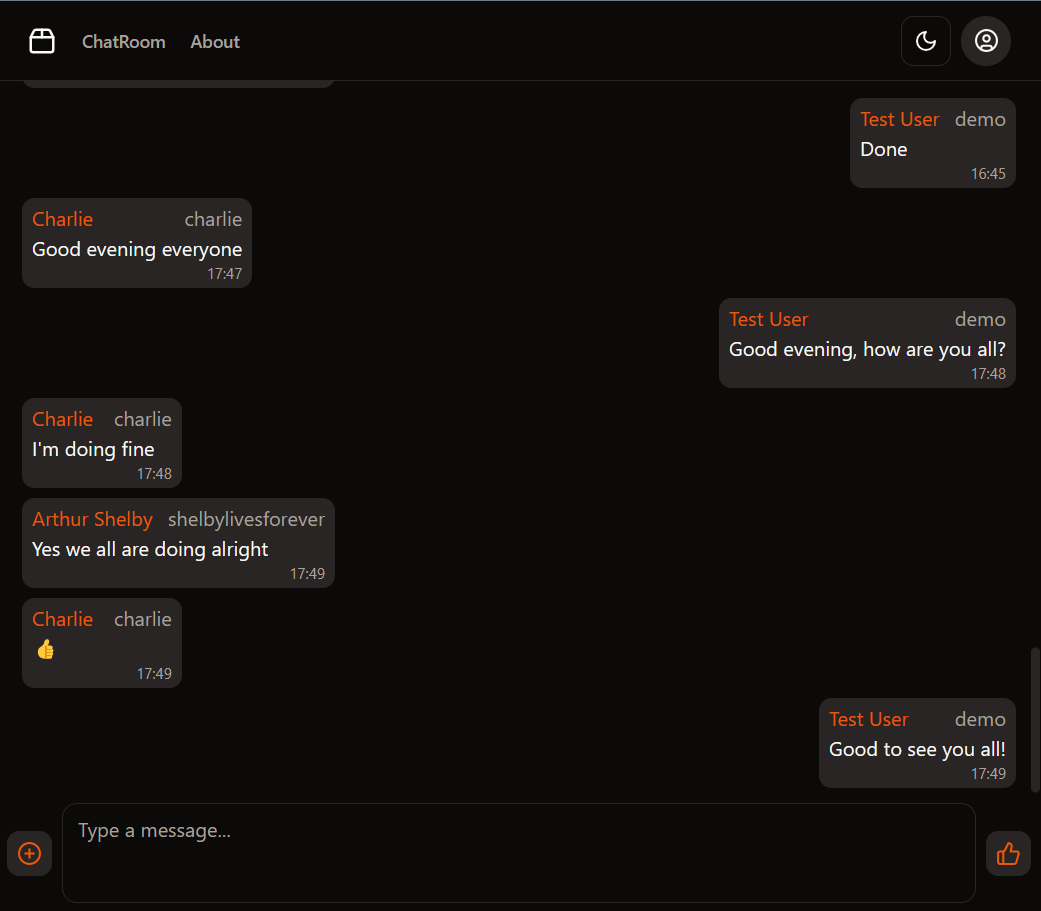 ChatRoom About
Test User demo
Done
16:45
Charlie charlie
Good evening everyone
17:47
Test User demo
Good evening, how are you all?
17:48
Charlie charlie
I'm doing fine
17:48
Arthur Shelby shelbylivesforever
Yes we all are doing alright
17:49
Charlie charlie
👍
17:49
Test User demo
Good to see you all!
17:49
Type a message...